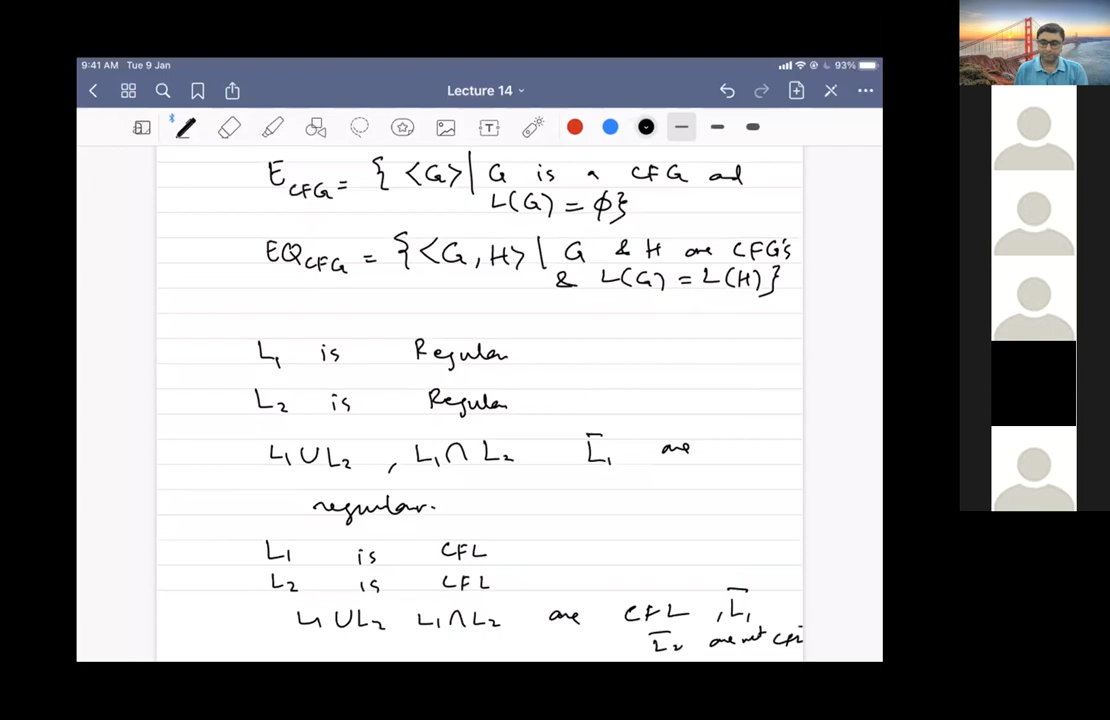 9:41 AM Tue 9 Jan
93%
Lecture 14
E_CFG = { <G> | G is a CFG and
L(G) = φ}
EQ_CFG = { <G, H> | G & H are CFG's
& L(G) = L(H)}
L₁ is Regular
L₂ is Regular
L₁ ∪ L₂ , L₁ ∩ L₂ L̅₁ are
regular.
L₁ is CFL
L₂ is CFL
L₁ ∪ L₂ L₁ ∩ L₂ are CFL , L̅₁
L̅₂ are not